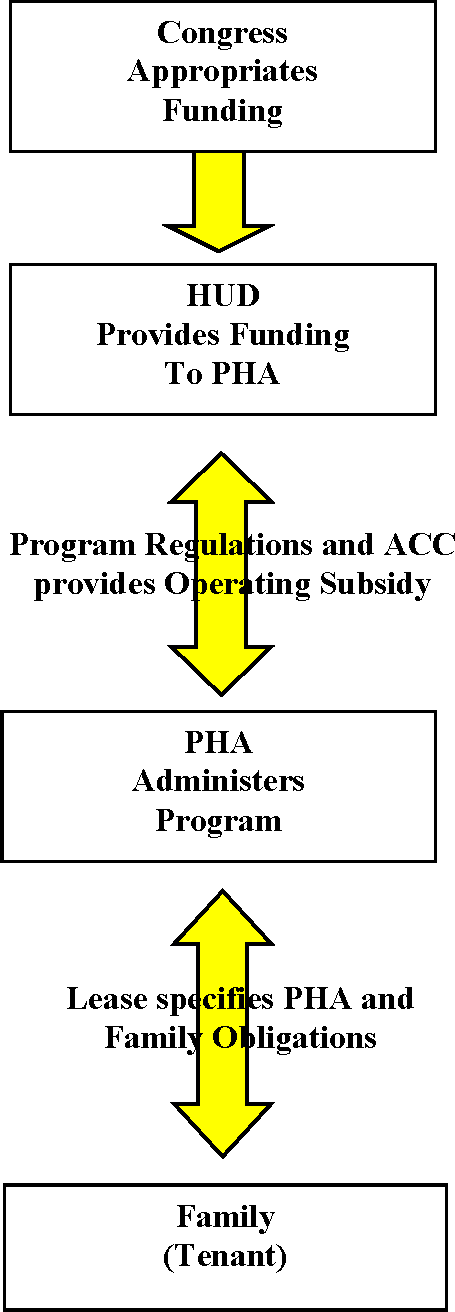 Congress
Appropriates
Funding
HUD
Provides Funding
To PHA
Program Regulations and ACC
provides Operating Subsidy
PHA
Administers
Program
Lease specifies PHA and
Family Obligations
Family
(Tenant)